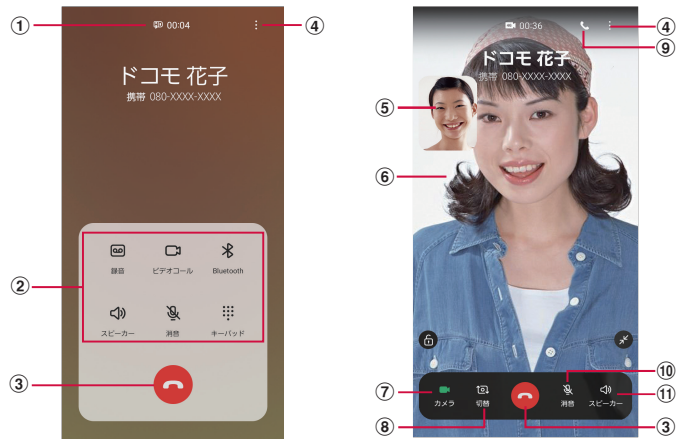 ① 00:04 ④
ドコモ 花子
携帯 080-XXXX-XXXX
②
録音 ビデオコール Bluetooth
スピーカー 消音 キーパッド
③
00:36 ④
⑨
ドコモ 花子
携帯 080-XXXX-XXXX
⑤
⑥
⑩
⑦ カメラ 切替 消音 スピーカー ⑪
⑧ ③